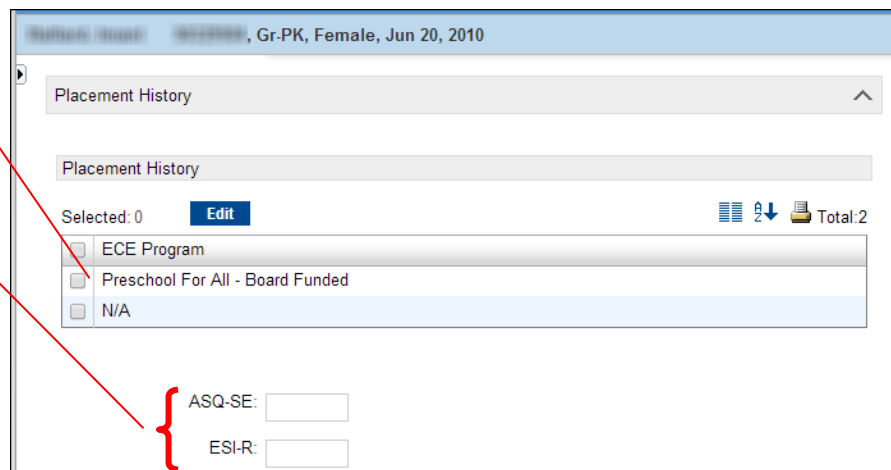 , Gr-PK, Female, Jun 20, 2010
Placement History
Placement History
Selected: 0 Edit Total:2
ECE Program
Preschool For All - Board Funded
N/A
ASQ-SE:
ESI-R: